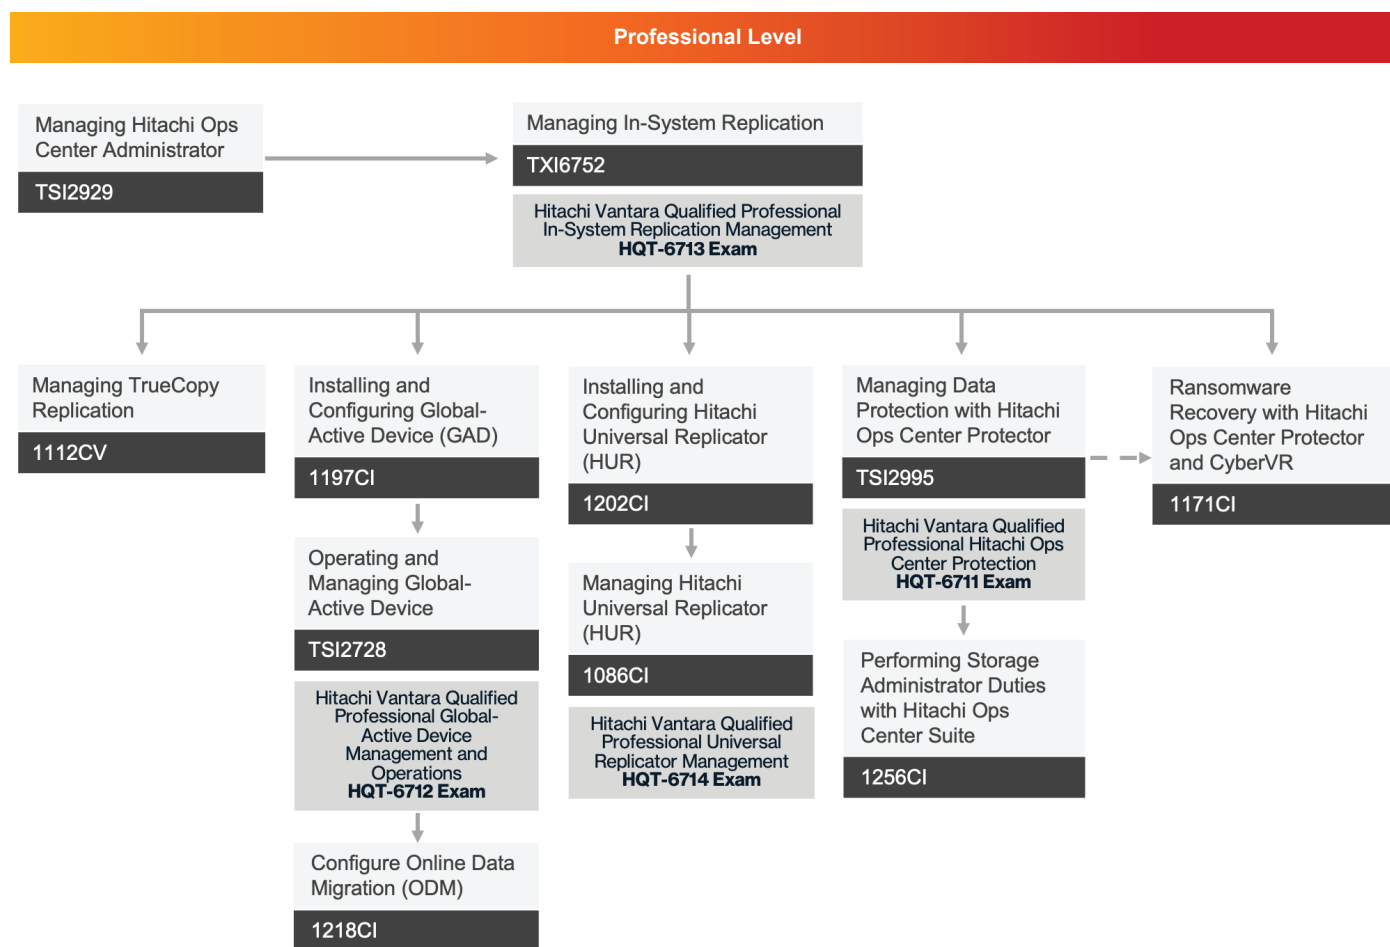 Professional Level
Managing Hitachi Ops
Center Administrator
TSI2929
Managing In-System Replication
TXI6752
Hitachi Vantara Qualified Professional
In-System Replication Management
HQT-6713 Exam
Managing TrueCopy
Replication
1112CV
Installing and
Configuring Global-
Active Device (GAD)
1197CI
Operating and
Managing Global-
Active Device
TSI2728
Hitachi Vantara Qualified
Professional Global-
Active Device
Management and
Operations
HQT-6712 Exam
Configure Online Data
Migration (ODM)
1218CI
Installing and
Configuring Hitachi
Universal Replicator
(HUR)
1202CI
Managing Hitachi
Universal Replicator
(HUR)
1086CI
Hitachi Vantara Qualified
Professional Universal
Replicator Management
HQT-6714 Exam
Managing Data
Protection with Hitachi
Ops Center Protector
TSI2995
Hitachi Vantara Qualified
Professional Hitachi Ops
Center Protection
HQT-6711 Exam
Performing Storage
Administrator Duties
with Hitachi Ops
Center Suite
1256CI
Ransomware
Recovery with Hitachi
Ops Center Protector
and CyberVR
1171CI